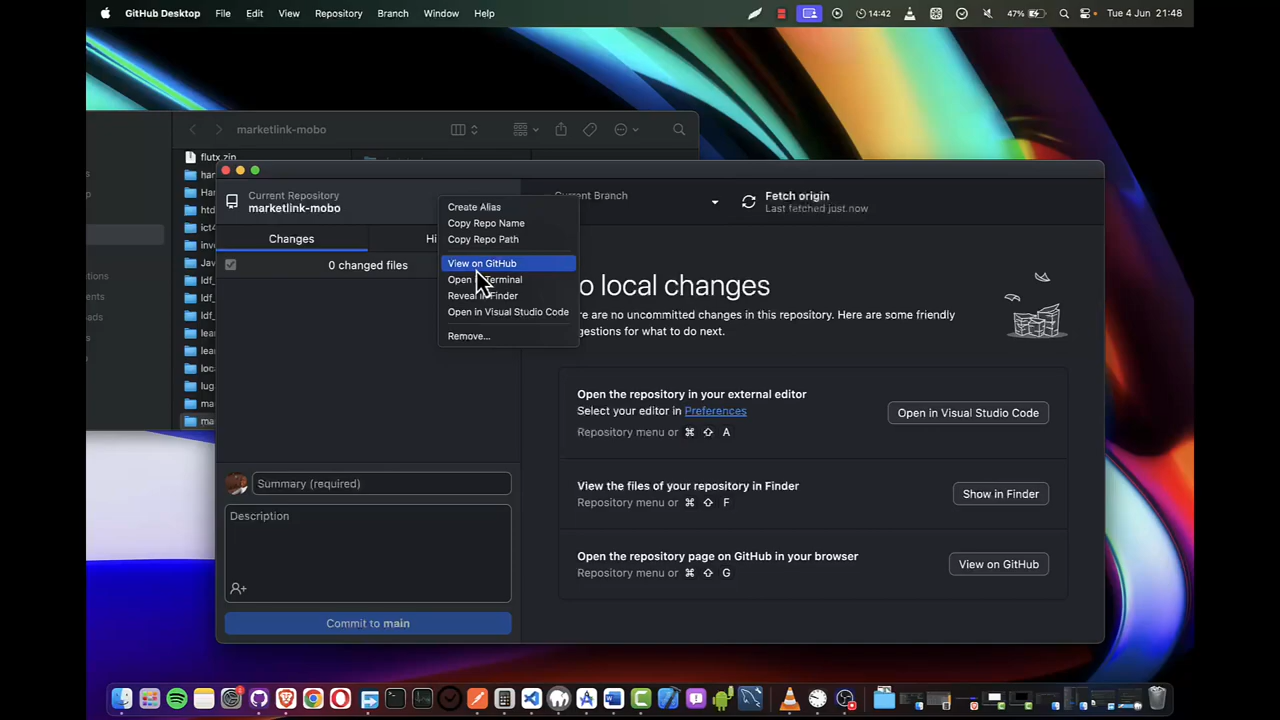 GitHub Desktop File Edit View Repository Branch Window Help 14:42 47% Tue 4 Jun 21:48
marketlink-mobo
flutx.zip
Current Repository
marketlink-mobo
Current Branch
Fetch origin
Last fetched just now
Changes
Hi
0 changed files
Create Alias
Copy Repo Name
Copy Repo Path
View on GitHub
Open Terminal
Reveal in Finder
Open in Visual Studio Code
Remove...
o local changes
re are no uncommitted changes in this repository. Here are some friendly
gestions for what to do next.
Open the repository in your external editor
Select your editor in Preferences
Repository menu or ⌘ ⇧ A
Open in Visual Studio Code
View the files of your repository in Finder
Repository menu or ⌘ ⇧ F
Show in Finder
Open the repository page on GitHub in your browser
Repository menu or ⌘ ⇧ G
View on GitHub
Summary (required)
Description
Commit to main